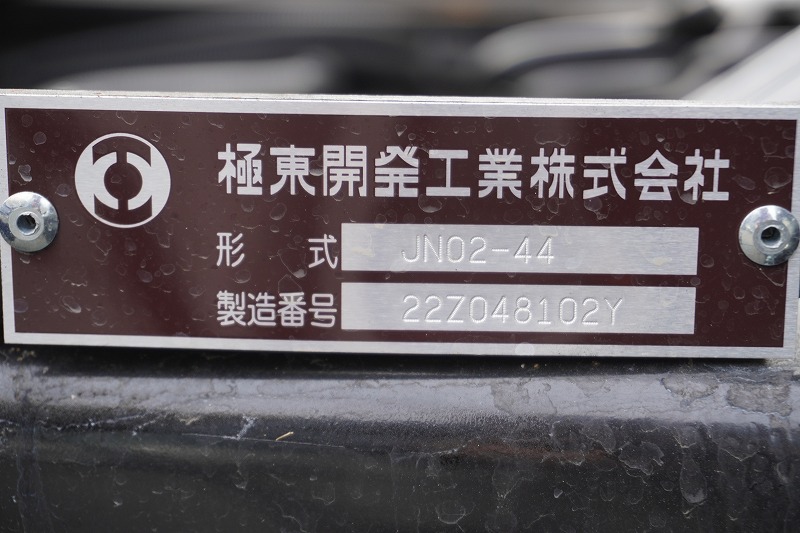 極東開発工業株式会社
形 式 JN02-44
製造番号 22Z048102Y